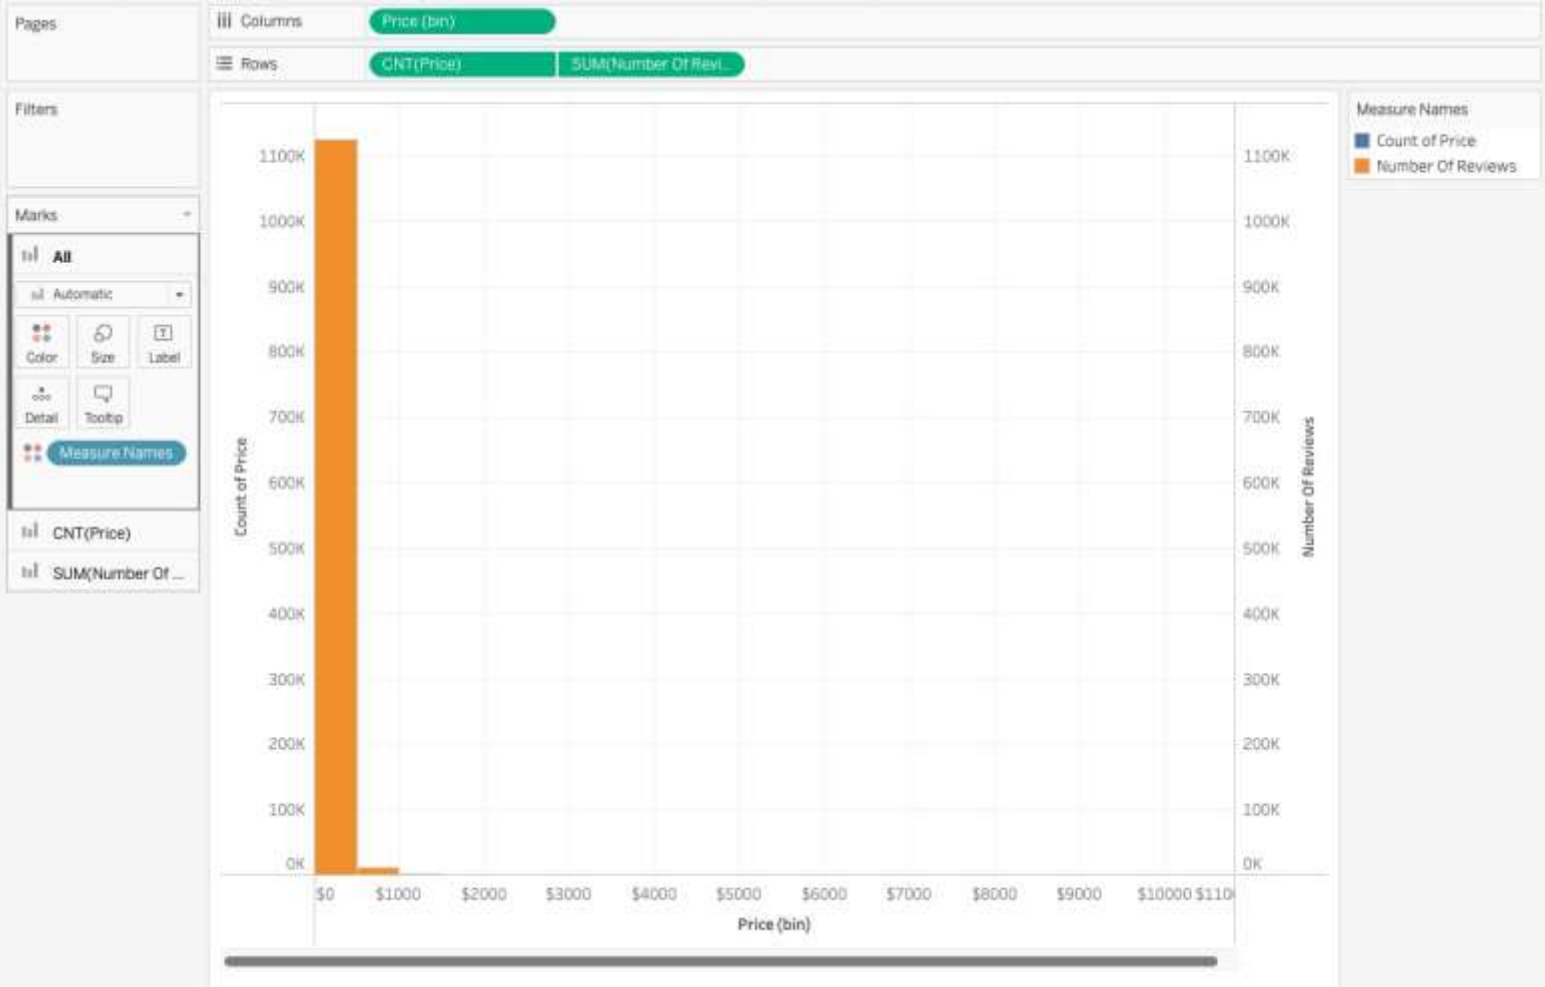 Pages
Columns
Price (bin)
Rows
CNT(Price)
SUM(Number Of Revi..
Filters
Marks
All
Automatic
Color
Size
Label
Detail
Tooltip
Measure Names
CNT(Price)
SUM(Number Of ...
Count of Price
1100K
1000K
900K
800K
700K
600K
500K
400K
300K
200K
100K
0K
1100K
1000K
900K
800K
700K
600K
500K
400K
300K
200K
100K
0K
Number Of Reviews
$0 $1000 $2000 $3000 $4000 $5000 $6000 $7000 $8000 $9000 $10000 $110
Price (bin)
Measure Names
Count of Price
Number Of Reviews